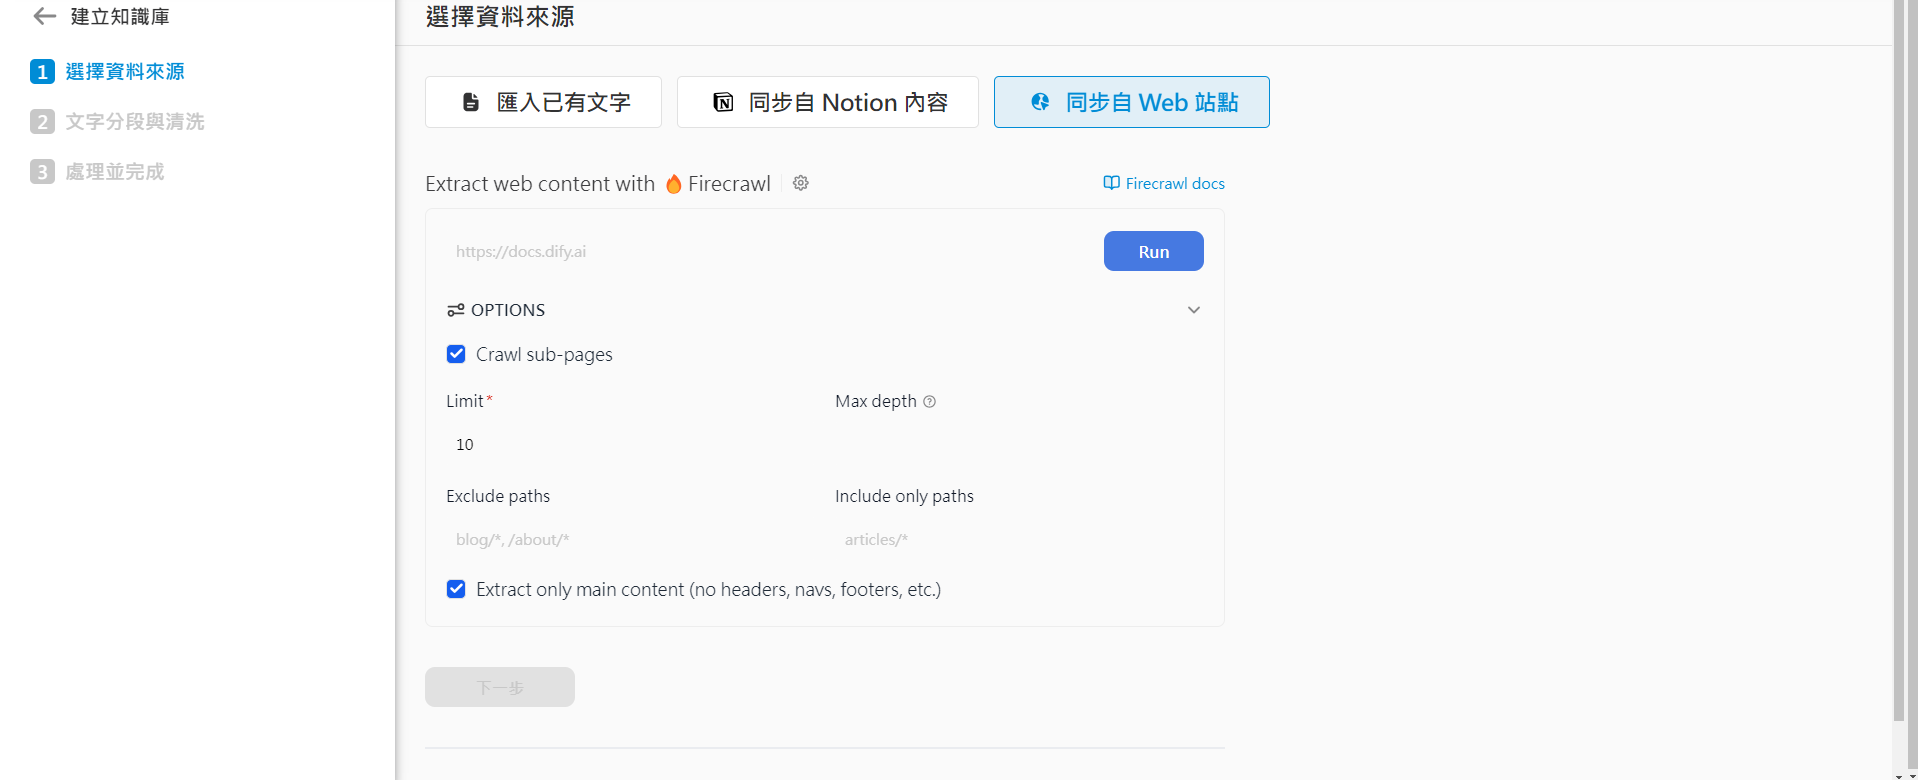 建立知識庫
1 選擇資料來源
2 文字分段與清洗
3 處理並完成
選擇資料來源
匯入已有文字
同步自 Notion 內容
同步自 Web 站點
Extract web content with Firecrawl
Firecrawl docs
https://docs.dify.ai
Run
OPTIONS
Crawl sub-pages
Limit*
Max depth
10
Exclude paths
Include only paths
blog/*, /about/*
articles/*
Extract only main content (no headers, navs, footers, etc.)
下一步